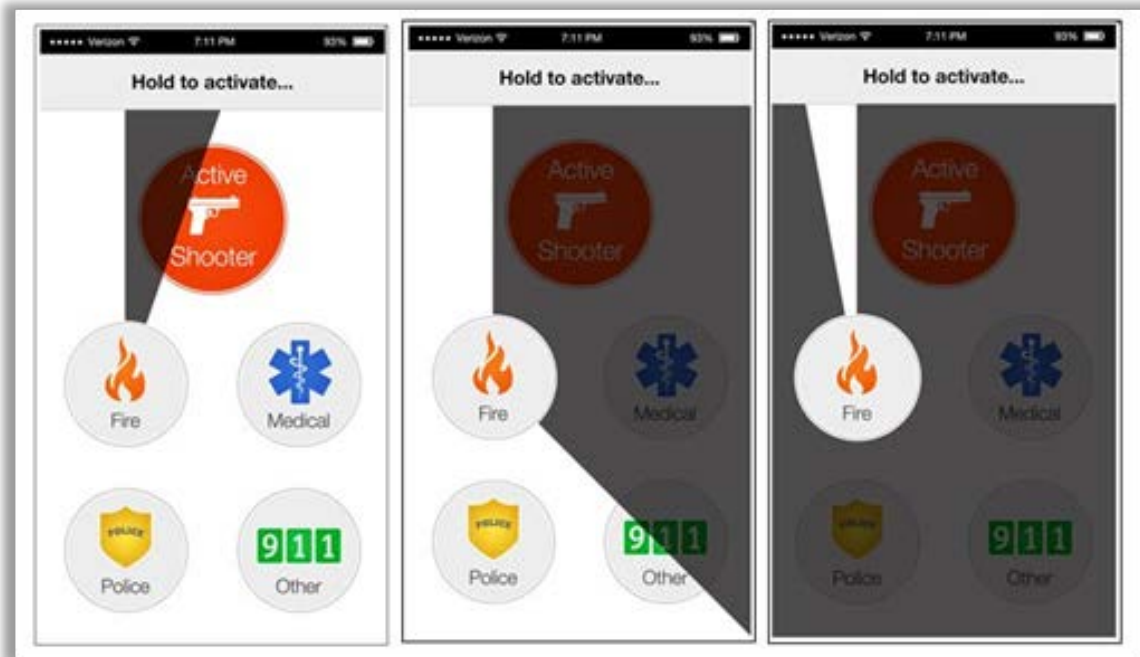 Verizon 7:11 PM 93%
Hold to activate...
Active
Shooter
Fire
Medical
POLICE
911
Police
Other
Verizon 7:11 PM 93%
Hold to activate...
Active
Shooter
Fire
Medical
POLICE
911
Police
Other
Verizon 7:11 PM 93%
Hold to activate...
Active
Shooter
Fire
Medical
POLICE
911
Police
Other